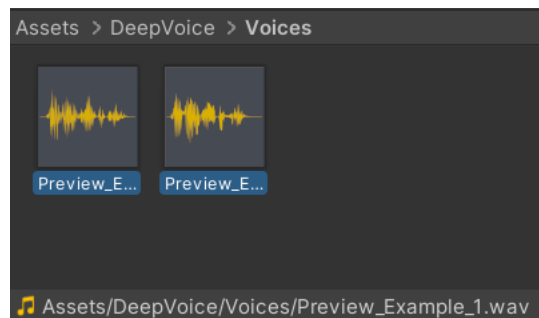 Assets > DeepVoice > Voices
Preview_E... Preview_E...
Assets/DeepVoice/Voices/Preview_Example_1.wav